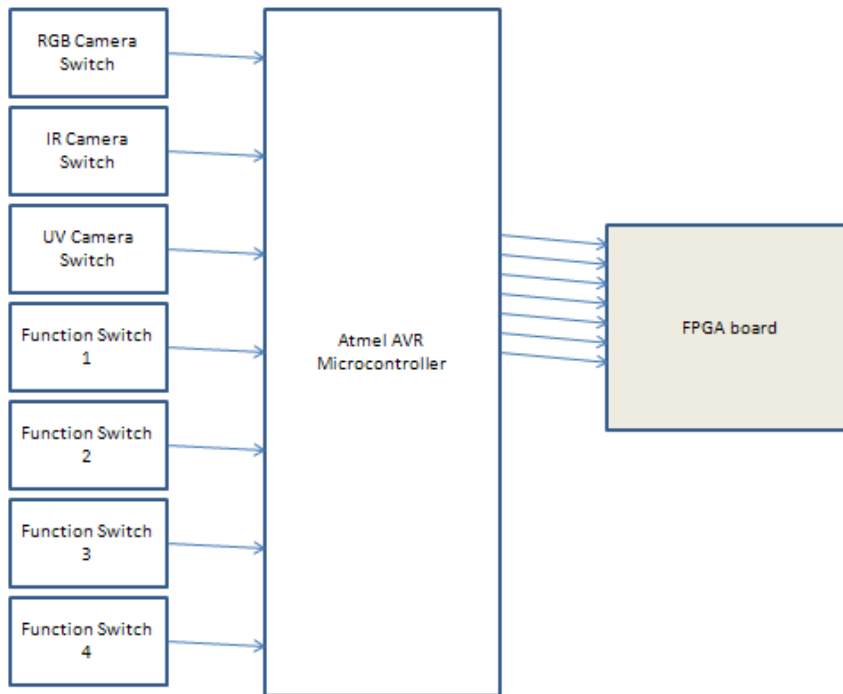 RGB Camera
Switch
IR Camera
Switch
UV Camera
Switch
Function Switch
1
Function Switch
2
Function Switch
3
Function Switch
4
Atmel AVR
Microcontroller
FPGA board